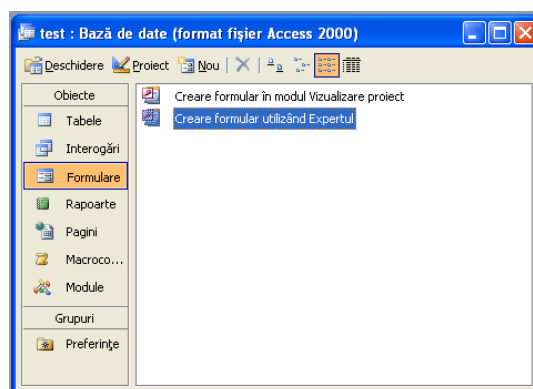 test : Bază de date (format fişier Access 2000)
Deschidere Proiect Nou
Obiecte
Tabele
Interogări
Formulare
Rapoarte
Pagini
Macroco...
Module
Grupuri
Preferinţe
Creare formular în modul Vizualizare proiect
Creare formular utilizând Expertul